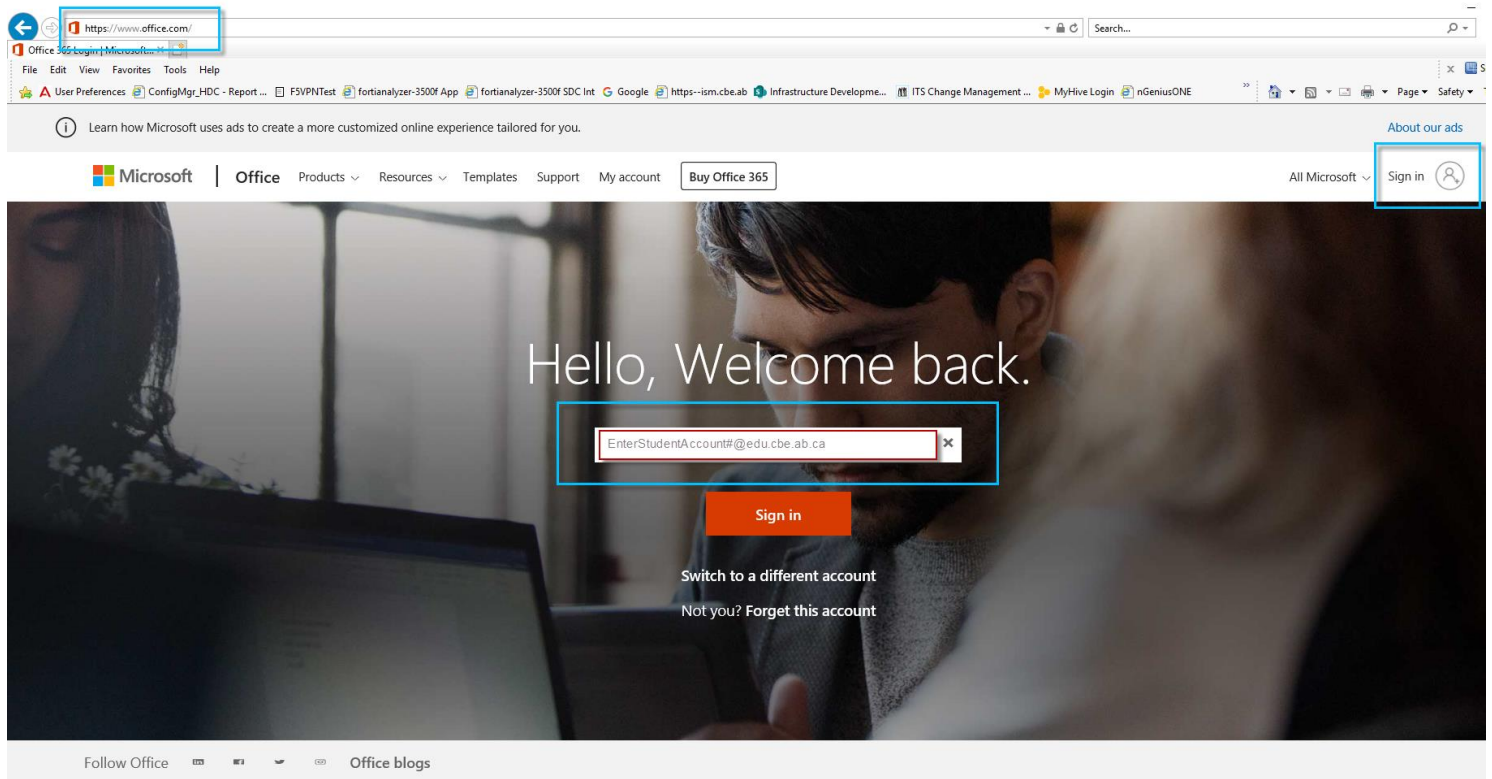 https://www.office.com/
Search...
Office 365 Login | Microsoft...
File Edit View Favorites Tools Help
x S
User Preferences ConfigMgr_HDC - Report ... F5VPNTest fortianalyzer-3500f App fortianalyzer-3500f SDC Int Google https--ism.cbe.ab Infrastructure Developme... ITS Change Management ... MyHive Login nGeniusONE » Page Safety
Learn how Microsoft uses ads to create a more customized online experience tailored for you. About our ads
Microsoft | Office Products Resources Templates Support My account Buy Office 365 All Microsoft Sign in
Hello, Welcome back.
EnterStudentAccount#@edu.cbe.ab.ca
Sign in
Switch to a different account
Not you? Forget this account
Follow Office in Office blogs